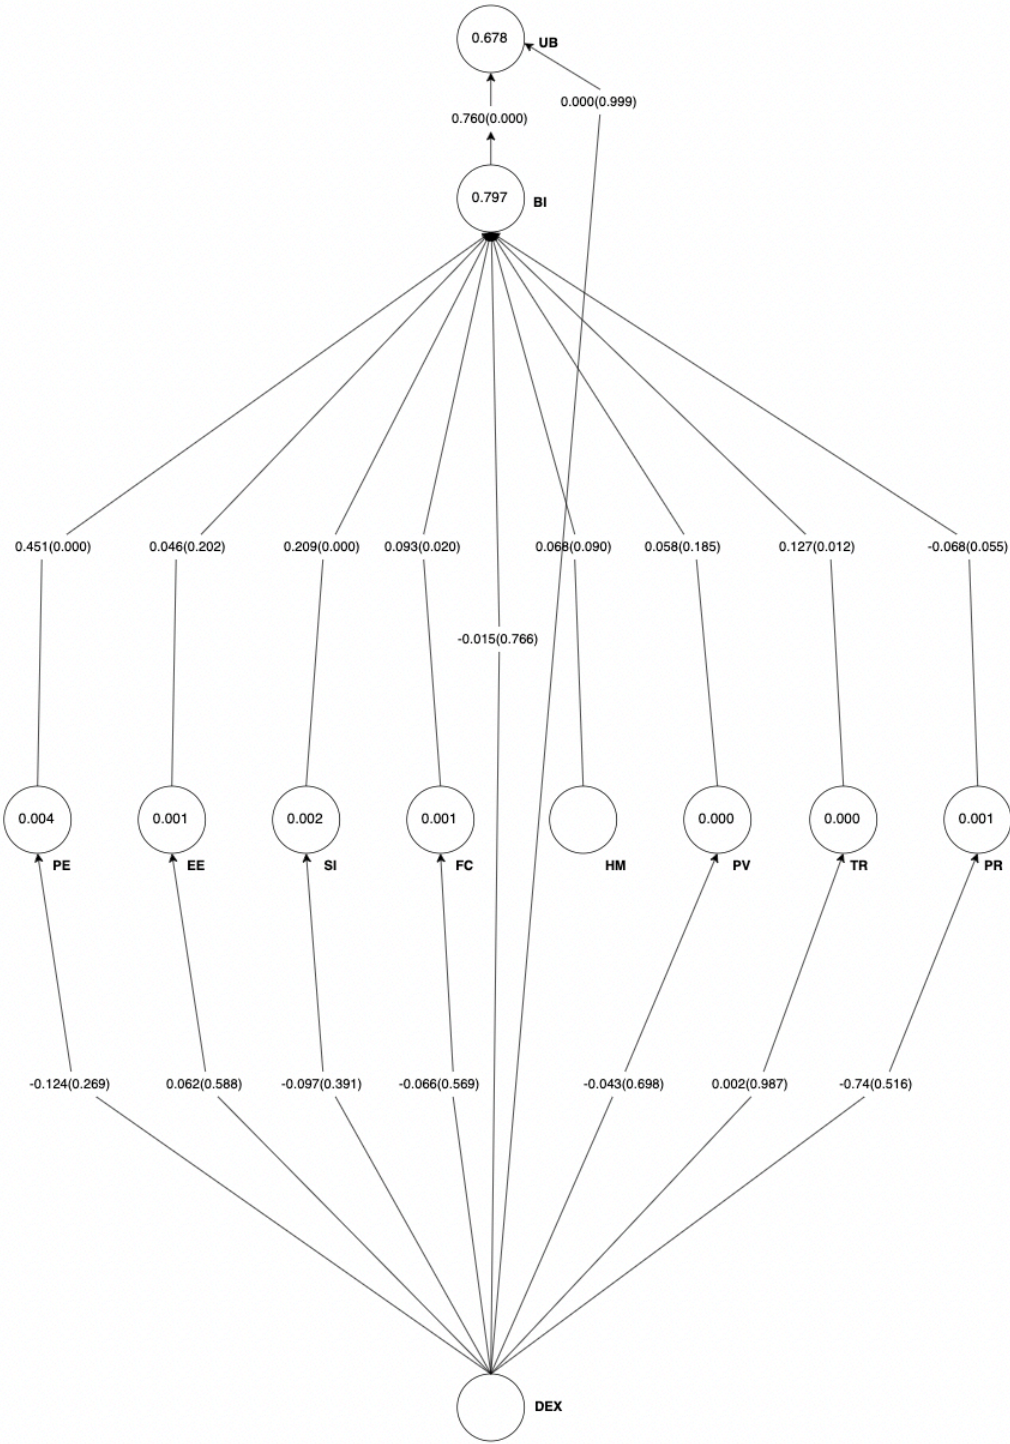 0.678
UB
0.000(0.999)
0.760(0.000)
0.797
BI
0.451(0.000)
0.046(0.202)
0.209(0.000)
0.093(0.020)
0.068(0.090)
0.058(0.185)
0.127(0.012)
-0.068(0.055)
-0.015(0.766)
0.004
0.001
0.002
0.001
0.000
0.000
0.001
PE
EE
SI
FC
HM
PV
TR
PR
-0.124(0.269)
0.062(0.588)
-0.097(0.391)
-0.066(0.569)
-0.043(0.698)
0.002(0.987)
-0.74(0.516)
DEX